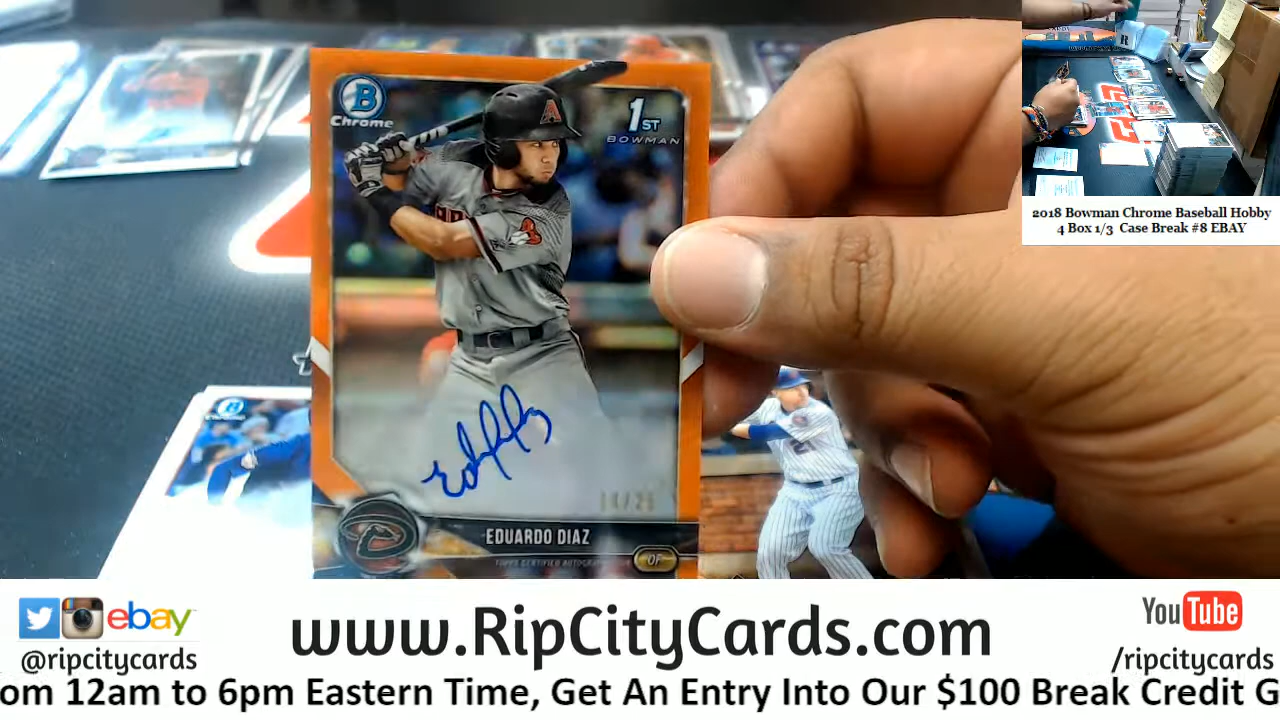 B
Chrome
A
1ST
BOWMAN
EDUARDO DIAZ
OF
2018 Bowman Chrome Baseball Hobby
4 Box 1/3 Case Break #8 EBAY
ebay
@ripcitycards
www.RipCityCards.com
YouTube
/ripcitycards
om 12am to 6pm Eastern Time, Get An Entry Into Our $100 Break Credit G